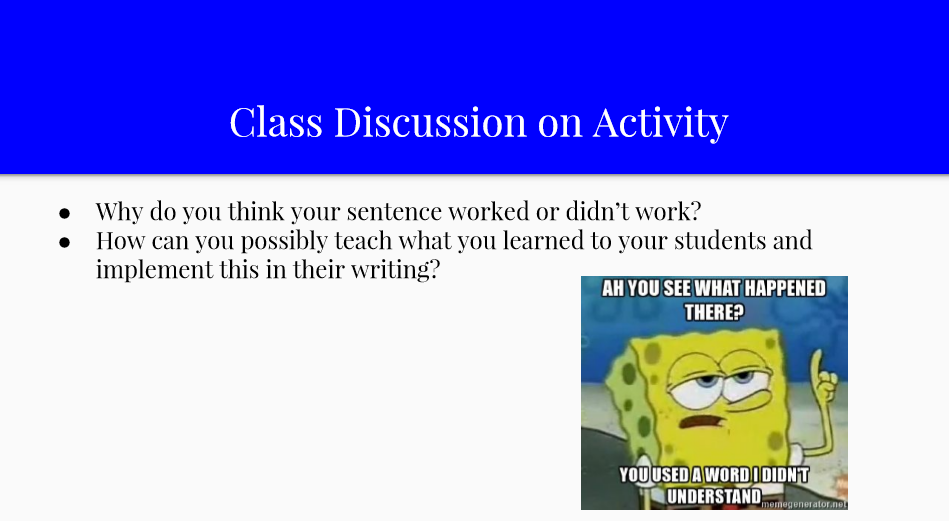 Class Discussion on Activity
● Why do you think your sentence worked or didn't work?
● How can you possibly teach what you learned to your students and
implement this in their writing?
AH YOU SEE WHAT HAPPENED
THERE?
YOU USED A WORD I DIDN'T
UNDERSTAND
memegenerator.net